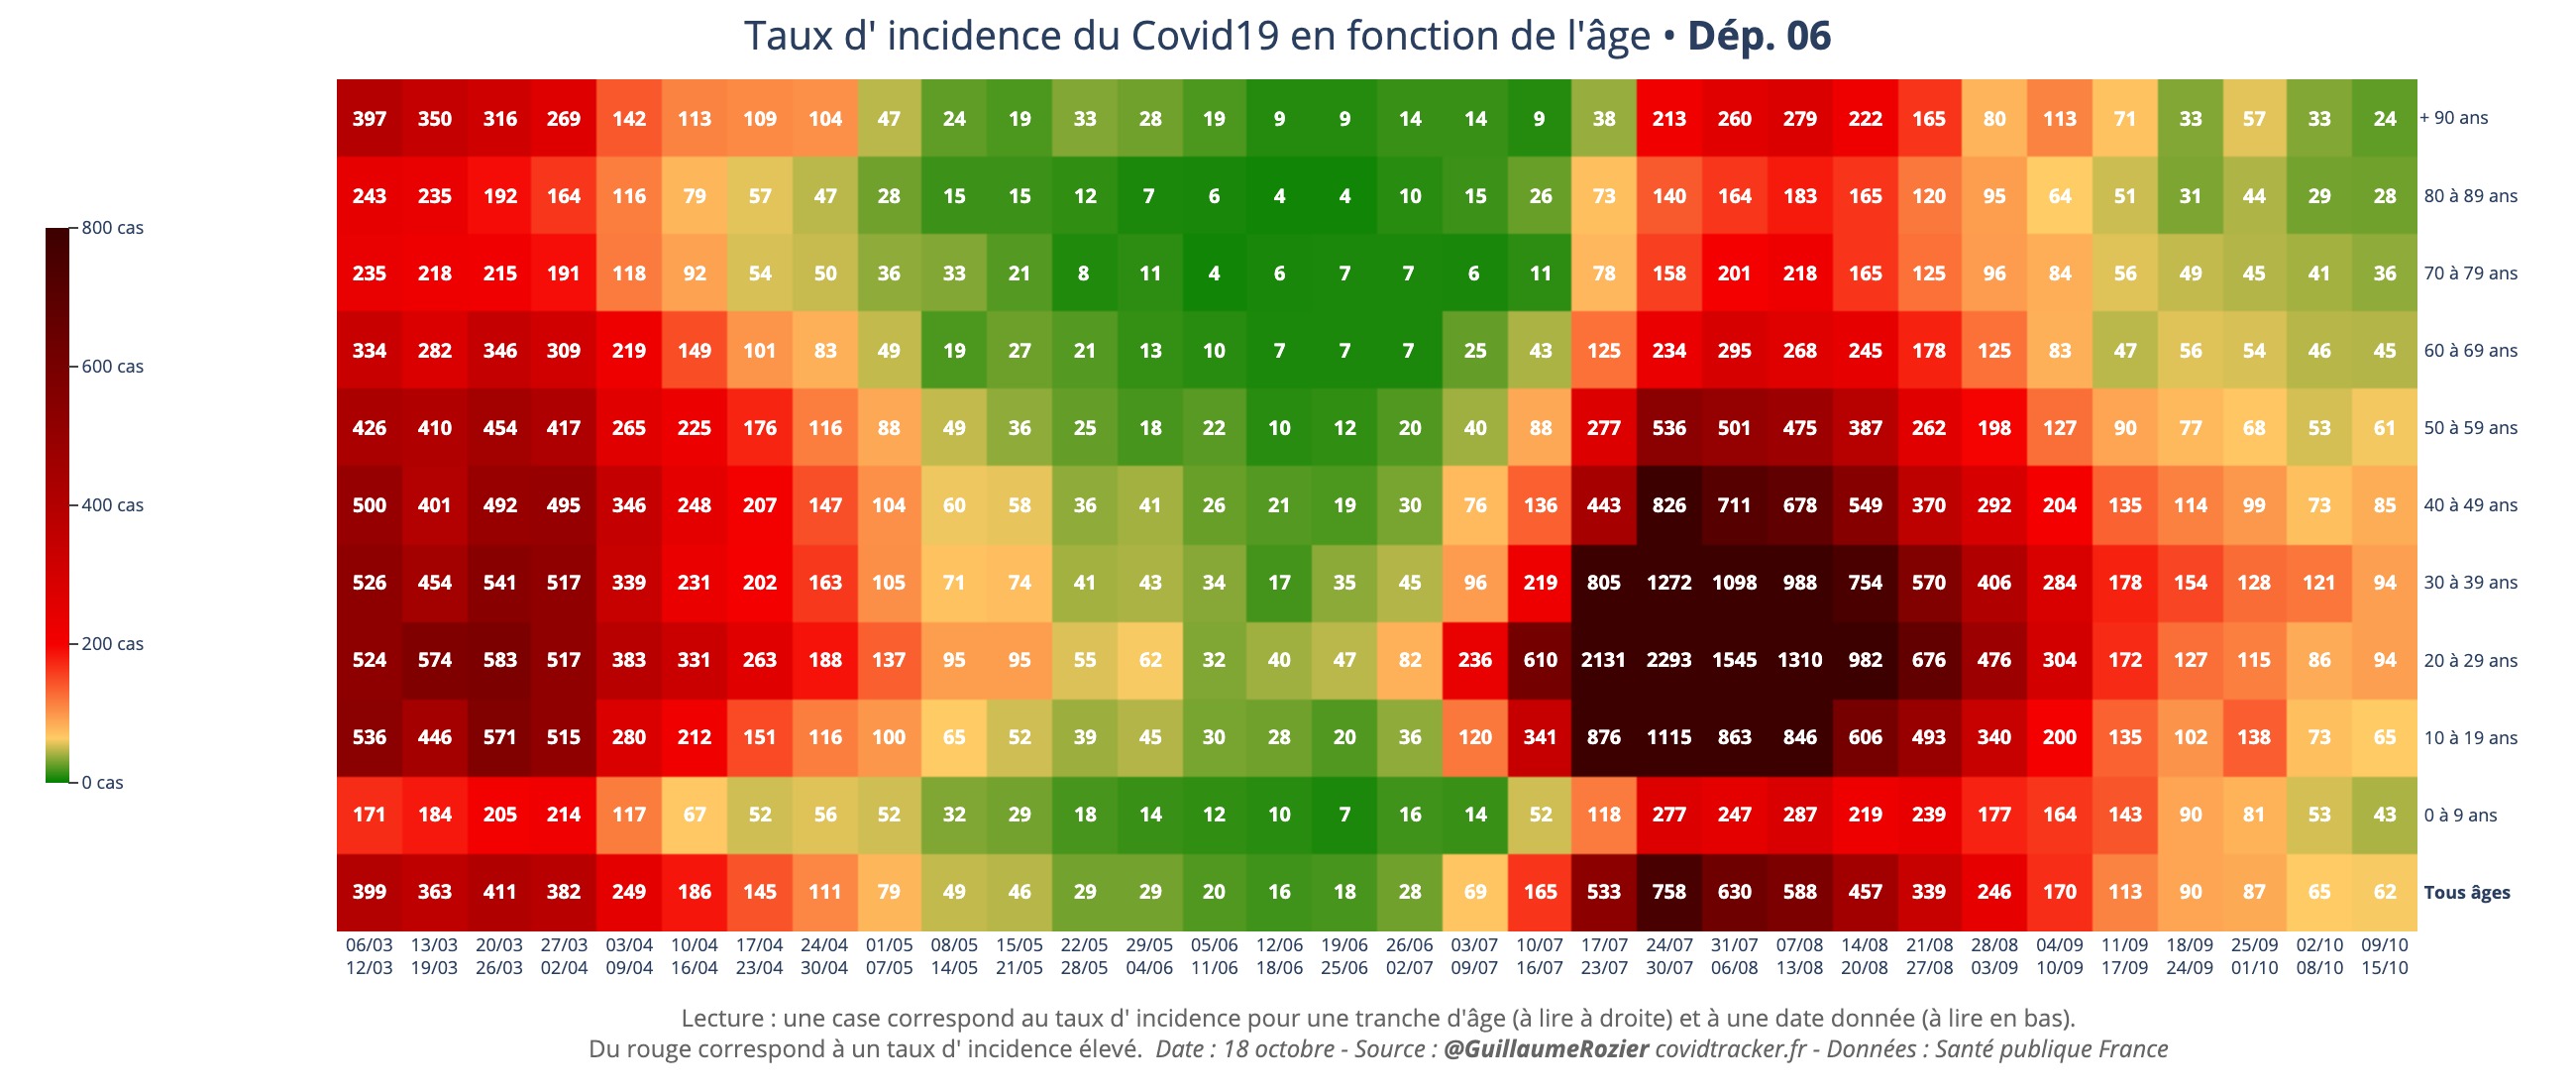 Taux d' incidence du Covid19 en fonction de l'âge • Dép. 06
800 cas
600 cas
400 cas
200 cas
0 cas
397 350 316 269 142 113 109 104 47 24 19 33 28 19 9 9 14 14 9 38 213 260 279 222 165 80 113 71 33 57 33 24 + 90 ans
243 235 192 164 116 79 57 47 28 15 15 12 7 6 4 4 10 15 26 73 140 164 183 165 120 95 64 51 31 44 29 28 80 à 89 ans
235 218 215 191 118 92 54 50 36 33 21 8 11 4 6 7 7 6 11 78 158 201 218 165 125 96 84 56 49 45 41 36 70 à 79 ans
334 282 346 309 219 149 101 83 49 19 27 21 13 10 7 7 7 25 43 125 234 295 268 245 178 125 83 47 56 54 46 45 60 à 69 ans
426 410 454 417 265 225 176 116 88 49 36 25 18 22 10 12 20 40 88 277 536 501 475 387 262 198 127 90 77 68 53 61 50 à 59 ans
500 401 492 495 346 248 207 147 104 60 58 36 41 26 21 19 30 76 136 443 826 711 678 549 370 292 204 135 114 99 73 85 40 à 49 ans
526 454 541 517 339 231 202 163 105 71 74 41 43 34 17 35 45 96 219 805 1272 1098 988 754 570 406 284 178 154 128 121 94 30 à 39 ans
524 574 583 517 383 331 263 188 137 95 95 55 62 32 40 47 82 236 610 2131 2293 1545 1310 982 676 476 304 172 127 115 86 94 20 à 29 ans
536 446 571 515 280 212 151 116 100 65 52 39 45 30 28 20 36 120 341 876 1115 863 846 606 493 340 200 135 102 138 73 65 10 à 19 ans
171 184 205 214 117 67 52 56 52 32 29 18 14 12 10 7 16 14 52 118 277 247 287 219 239 177 164 143 90 81 53 43 0 à 9 ans
399 363 411 382 249 186 145 111 79 49 46 29 29 20 16 18 28 69 165 533 758 630 588 457 339 246 170 113 90 87 65 62 Tous âges
06/03 13/03 20/03 27/03 03/04 10/04 17/04 24/04 01/05 08/05 15/05 22/05 29/05 05/06 12/06 19/06 26/06 03/07 10/07 17/07 24/07 31/07 07/08 14/08 21/08 28/08 04/09 11/09 18/09 25/09 02/10 09/10
12/03 19/03 26/03 02/04 09/04 16/04 23/04 30/04 07/05 14/05 21/05 28/05 04/06 11/06 18/06 25/06 02/07 09/07 16/07 23/07 30/07 06/08 13/08 20/08 27/08 03/09 10/09 17/09 24/09 01/10 08/10 15/10
Lecture : une case correspond au taux d' incidence pour une tranche d'âge (à lire à droite) et à une date donnée (à lire en bas).
Du rouge correspond à un taux d' incidence élevé. Date : 18 octobre - Source : @GuillaumeRozier covidtracker.fr - Données : Santé publique France